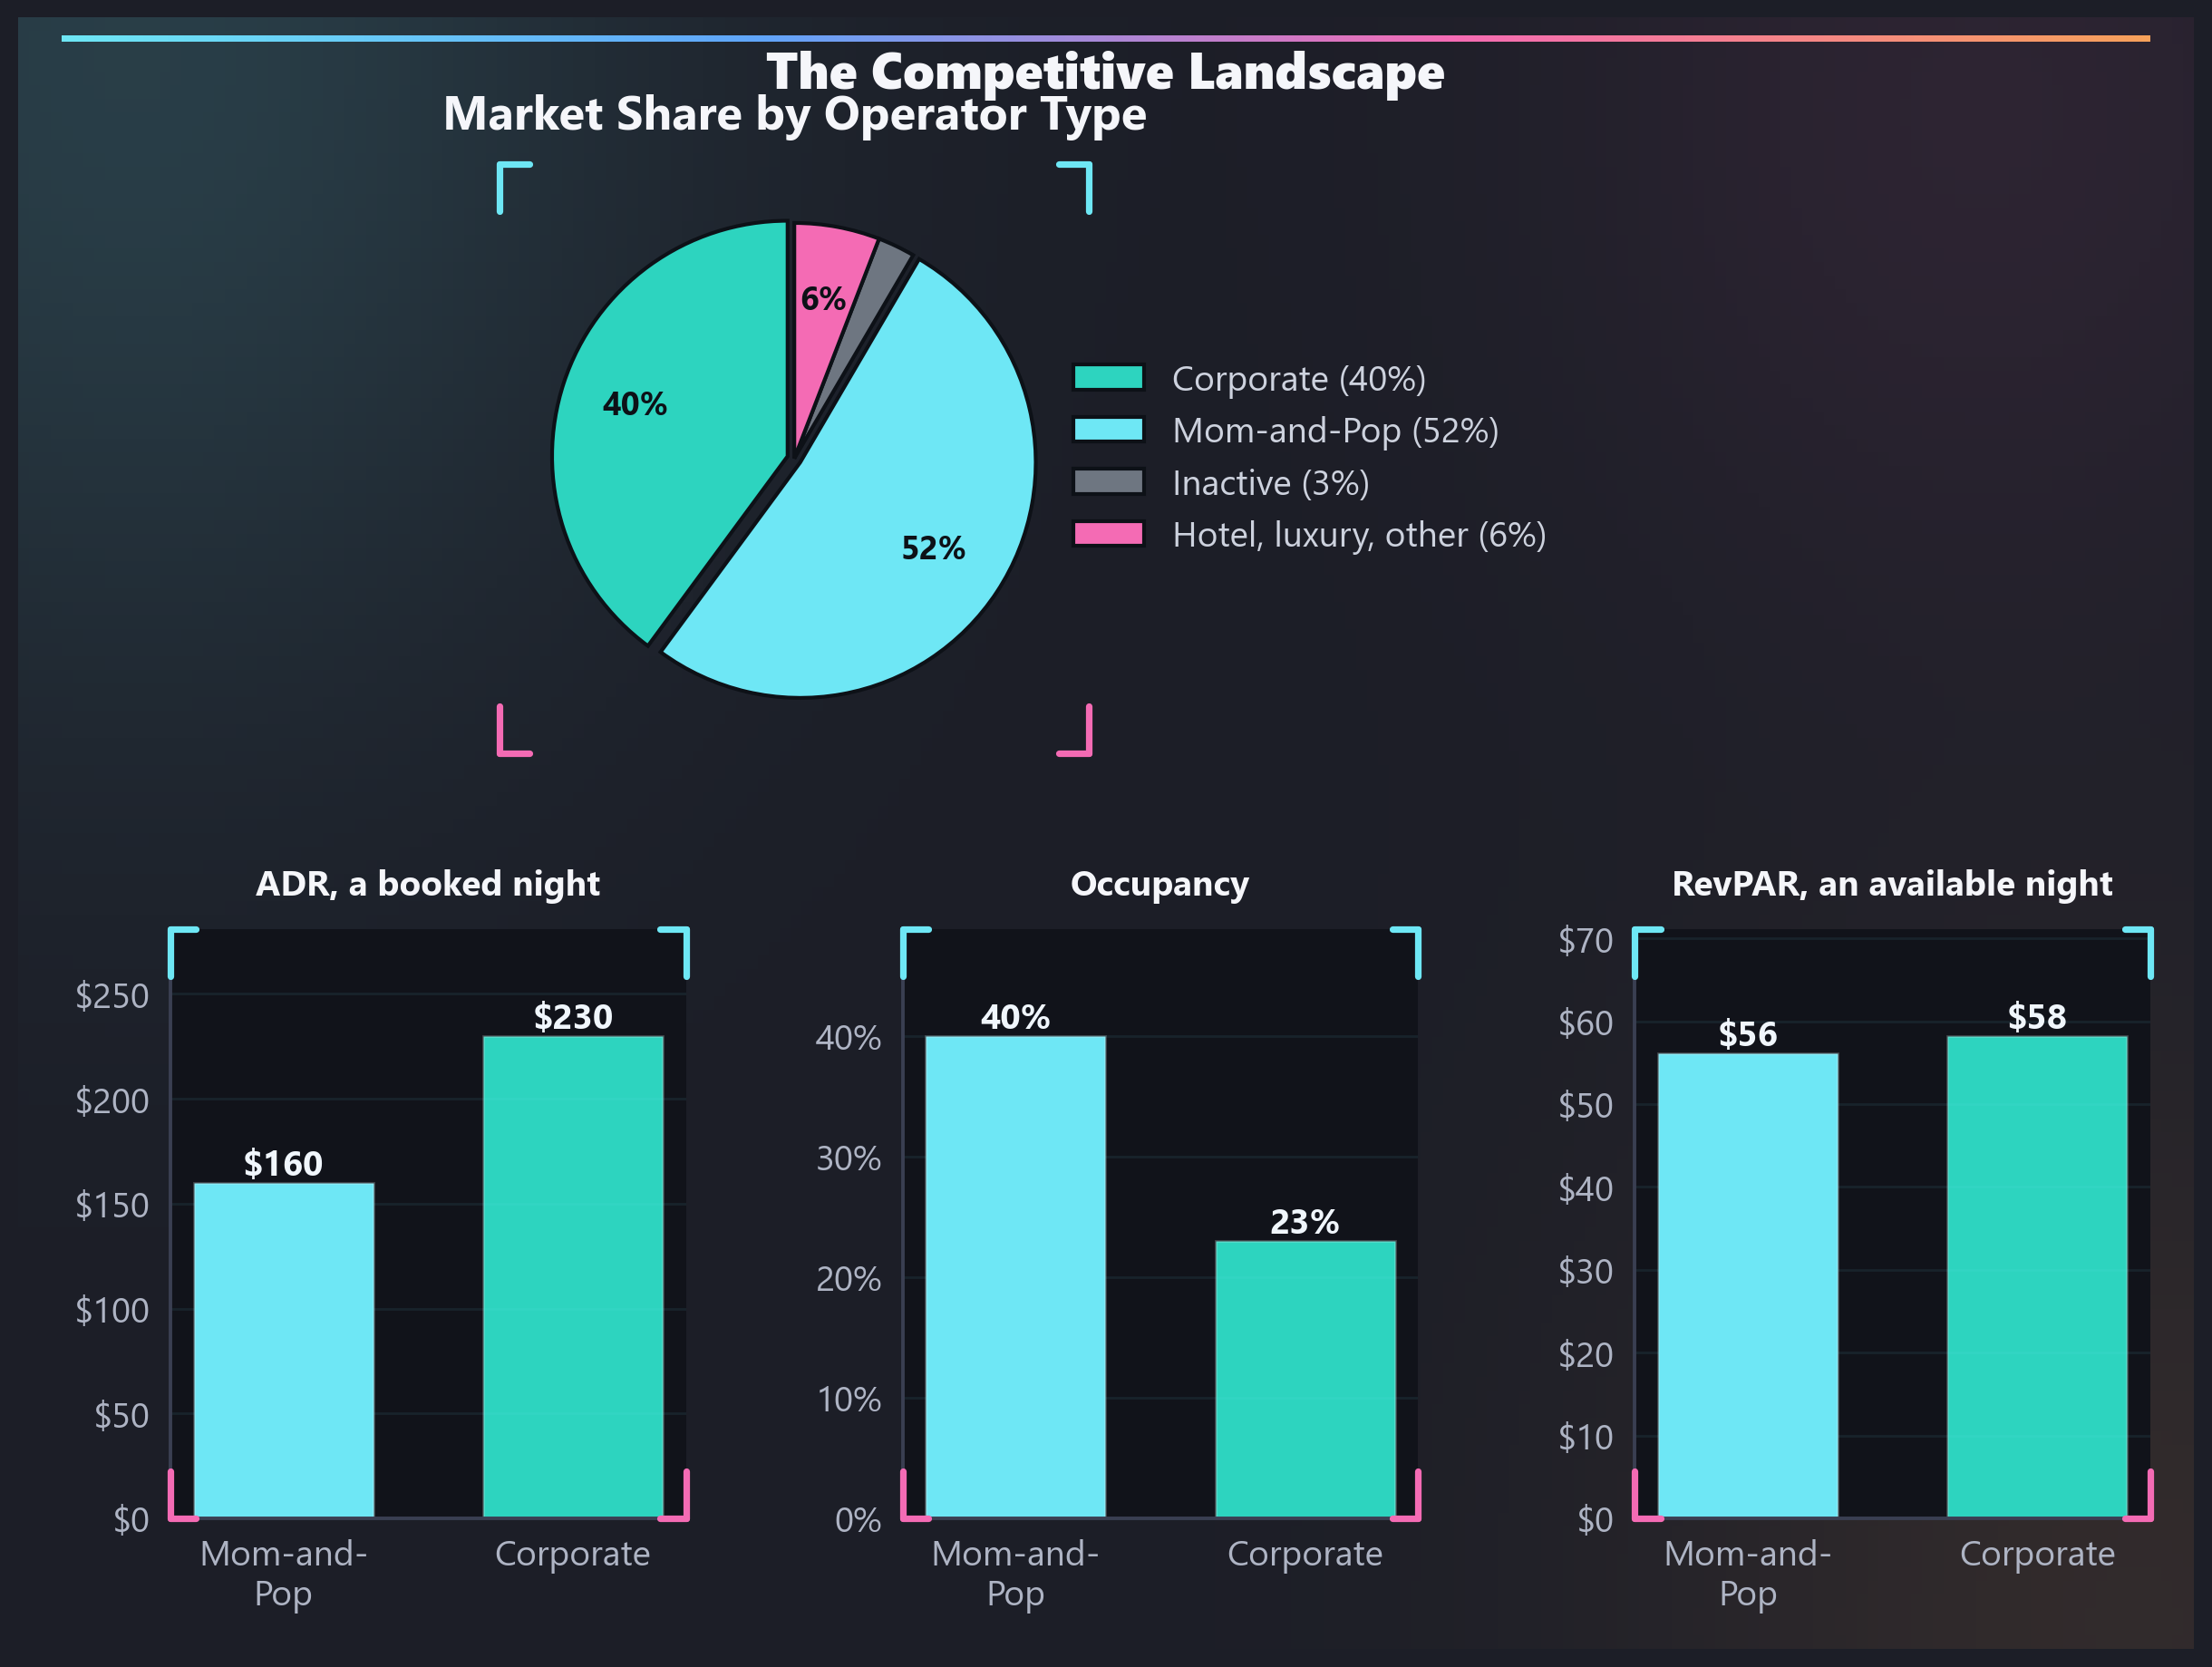 The Competitive Landscape
Market Share by Operator Type
6%
40%
52%
Corporate (40%)
Mom-and-Pop (52%)
Inactive (3%)
Hotel, luxury, other (6%)
ADR, a booked night
$250
$200
$150
$100
$50
$0
$160
$230
Mom-and-
Pop
Corporate
Occupancy
40%
30%
20%
10%
0%
40%
23%
Mom-and-
Pop
Corporate
RevPAR, an available night
$70
$60
$50
$40
$30
$20
$10
$0
$56
$58
Mom-and-
Pop
Corporate